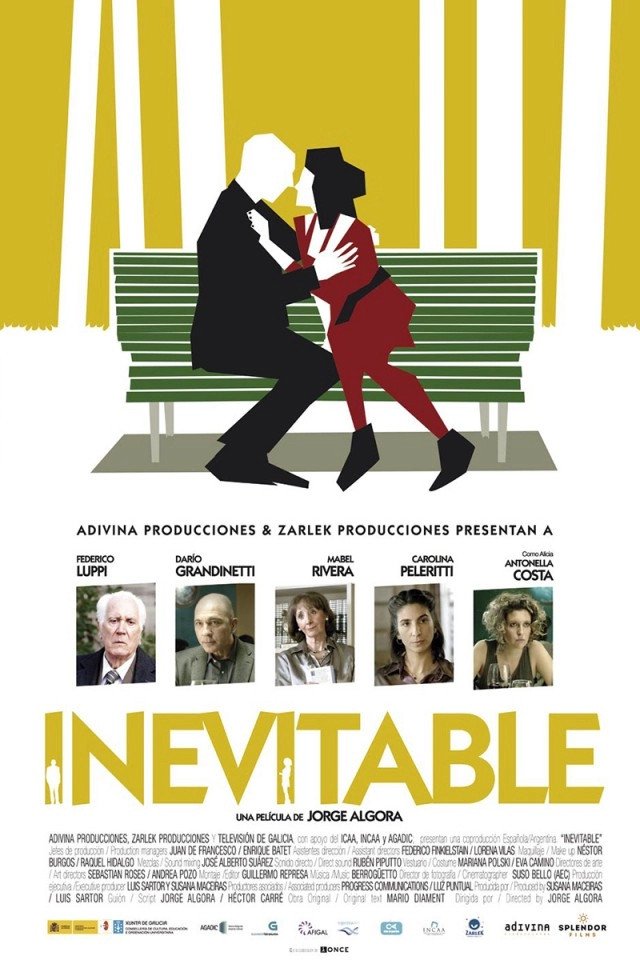 ADIVINA PRODUCCIONES & ZARLEK PRODUCCIONES PRESENTAN A
FEDERICO
LUPPI
DARÍO
GRANDINETTI
MABEL
RIVERA
CAROLINA
PELERITTI
Como Alicia
ANTONELLA
COSTA
INEVITABLE
UNA PELÍCULA DE JORGE ALGORA
ADIVINA PRODUCCIONES, ZARLEK PRODUCCIONES Y TELEVISIÓN DE GALICIA, con apoyo del ICAA, INCAA y AGADIC, presentan una coproducción Española/Argentina. "INEVITABLE"
Jefes de produccion / Production managers JUAN DE FRANCESCO / ENRIQUE BATET Asistentes dirección / Assistant directors FEDERICO FINKIELSTAIN / LORENA VILAS Maquillaje / Make up NÉSTOR
BURGOS / RAQUEL HIDALGO Mezclas / Sound mixing JOSÉ ALBERTO SUÁREZ Sonido directo / Direct sound RUBÉN PIPUTTO / Vestuario / Costume MARIANA POLSKI / EVA CAMINO Directores de arte
/ Art directors SEBASTIAN ROSES / ANDREA POZO Montaje / Editor GUILLERMO REPRESA Música /Music BERROGÜETTO Director de fotografía / Cinematographer SUSO BELLO (AEC) Producción
ejecutiva / Executive producer LUIS SARTOR Y SUSANA MACEIRAS / Productores asociados / Associated producers PROGRESS COMMUNICATIONS / LUZ PUNTUAL Producida por / Produced by SUSANA MACEIRAS
/ LUIS SARTOR Guión / Script JORGE ALGORA / HÉCTOR CARRÉ Obra Original / Original text MARIO DIAMENT Dirigida por / Directed by JORGE ALGORA
XUNTA DE GALICIA
AGADIC
AFIGAL
INCAA
ZARLEK
ADIVINA
SPLENDOR
FILMS
ONCE